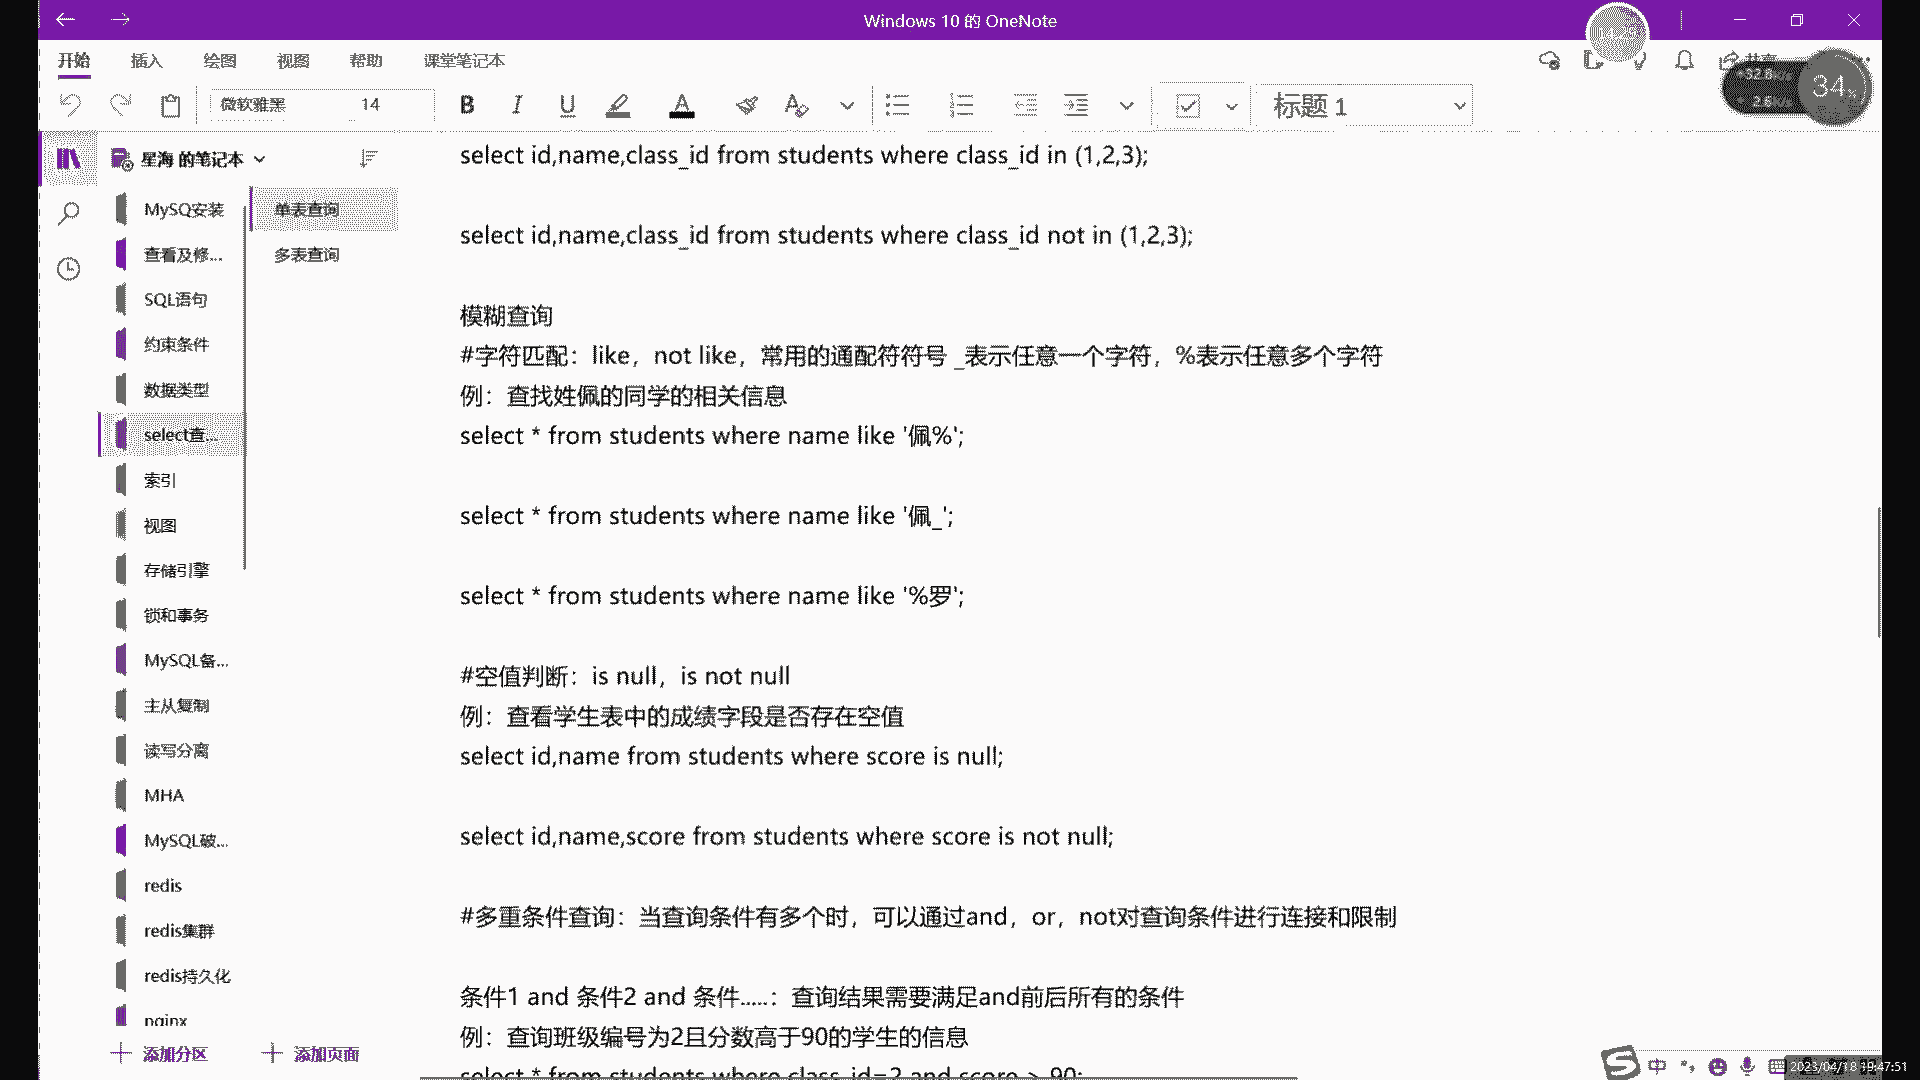 Windows 10 的 OneNote
开始 插入 绘图 视图 帮助 课堂笔记本
共享
微软雅黑 14 B I U A 标题 1
34%
星海 的笔记本
MySQ安装
查看及修...
SQL语句
约束条件
数据类型
select查...
索引
视图
存储引擎
锁和事务
MySQL备...
主从复制
读写分离
MHA
MySQL破...
redis
redis集群
redis持久化
nginx
添加分区
单表查询
多表查询
添加页面
select id,name,class_id from students where class_id in (1,2,3);
select id,name,class_id from students where class_id not in (1,2,3);
模糊查询
#字符匹配：like，not like，常用的通配符符号 _表示任意一个字符，%表示任意多个字符
例：查找姓佩的同学的相关信息
select * from students where name like '佩%';
select * from students where name like '佩_';
select * from students where name like '%罗';
#空值判断：is null，is not null
例：查看学生表中的成绩字段是否存在空值
select id,name from students where score is null;
select id,name,score from students where score is not null;
#多重条件查询：当查询条件有多个时，可以通过and，or，not对查询条件进行连接和限制
条件1 and 条件2 and 条件.....：查询结果需要满足and前后所有的条件
例：查询班级编号为2且分数高于90的学生的信息
select * from students where class_id=2 and score > 90;
中
2023/04/18 19:47:51